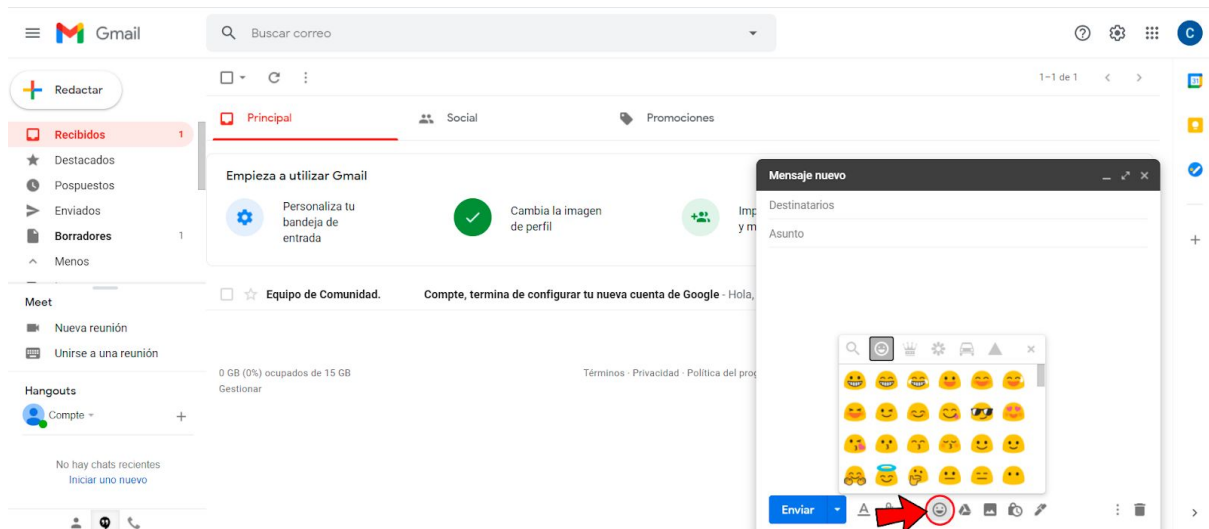 Gmail
Buscar correo
C
Redactar
1–1 de 1
31
Principal
Social
Promociones
Recibidos 1
Destacados
Pospuestos
Enviados
Borradores 1
Menos
Empieza a utilizar Gmail
Personaliza tu
bandeja de
entrada
Cambia la imagen
de perfil
Imp
y m
Equipo de Comunidad. Compte, termina de configurar tu nueva cuenta de Google - Hola,
0 GB (0%) ocupados de 15 GB
Gestionar
Términos · Privacidad · Política del prog
Meet
Nueva reunión
Unirse a una reunión
Hangouts
Compte
No hay chats recientes
Iniciar uno nuevo
Mensaje nuevo
Destinatarios
Asunto
Enviar